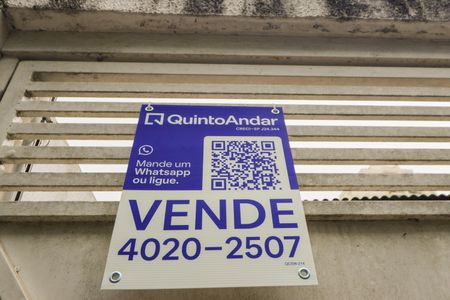 QuintoAndar
CRECI-SP J24.344
Mande um
Whatsapp
ou ligue.
VENDE
4020-2507